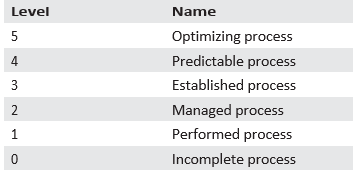 Level Name
5 Optimizing process
4 Predictable process
3 Established process
2 Managed process
1 Performed process
0 Incomplete process